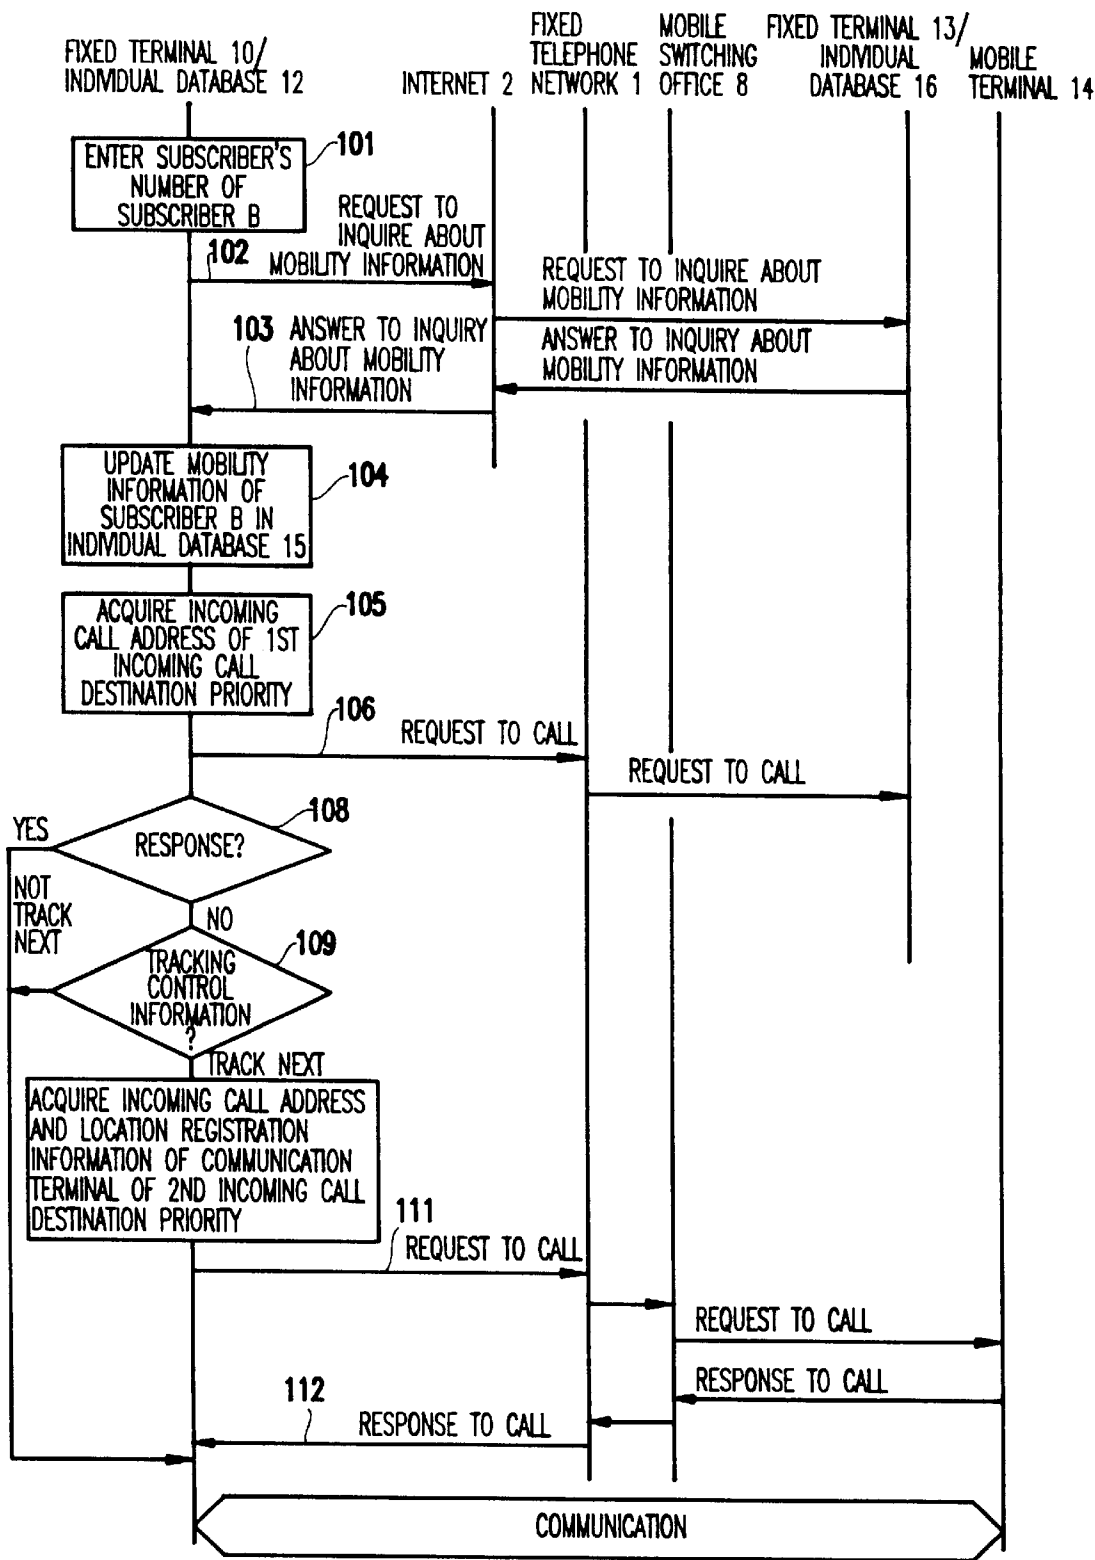 FIXED TERMINAL 10/
INDIVIDUAL DATABASE 12
INTERNET 2
FIXED
TELEPHONE
NETWORK 1
MOBILE
SWITCHING
OFFICE 8
FIXED TERMINAL 13/
INDIVIDUAL
DATABASE 16
MOBILE
TERMINAL 14
101
ENTER SUBSCRIBER'S
NUMBER OF
SUBSCRIBER B
102
REQUEST TO
INQUIRE ABOUT
MOBILITY INFORMATION
REQUEST TO INQUIRE ABOUT
MOBILITY INFORMATION
103
ANSWER TO INQUIRY
ABOUT MOBILITY
INFORMATION
ANSWER TO INQUIRY ABOUT
MOBILITY INFORMATION
104
UPDATE MOBILITY
INFORMATION OF
SUBSCRIBER B IN
INDIVIDUAL DATABASE 15
105
ACQUIRE INCOMING
CALL ADDRESS OF 1ST
INCOMING CALL
DESTINATION PRIORITY
106
REQUEST TO CALL
REQUEST TO CALL
108
YES
RESPONSE?
NOT
TRACK
NEXT
NO
109
TRACKING
CONTROL
INFORMATION
?
TRACK NEXT
ACQUIRE INCOMING CALL ADDRESS
AND LOCATION REGISTRATION
INFORMATION OF COMMUNICATION
TERMINAL OF 2ND INCOMING CALL
DESTINATION PRIORITY
111
REQUEST TO CALL
REQUEST TO CALL
RESPONSE TO CALL
112
RESPONSE TO CALL
COMMUNICATION